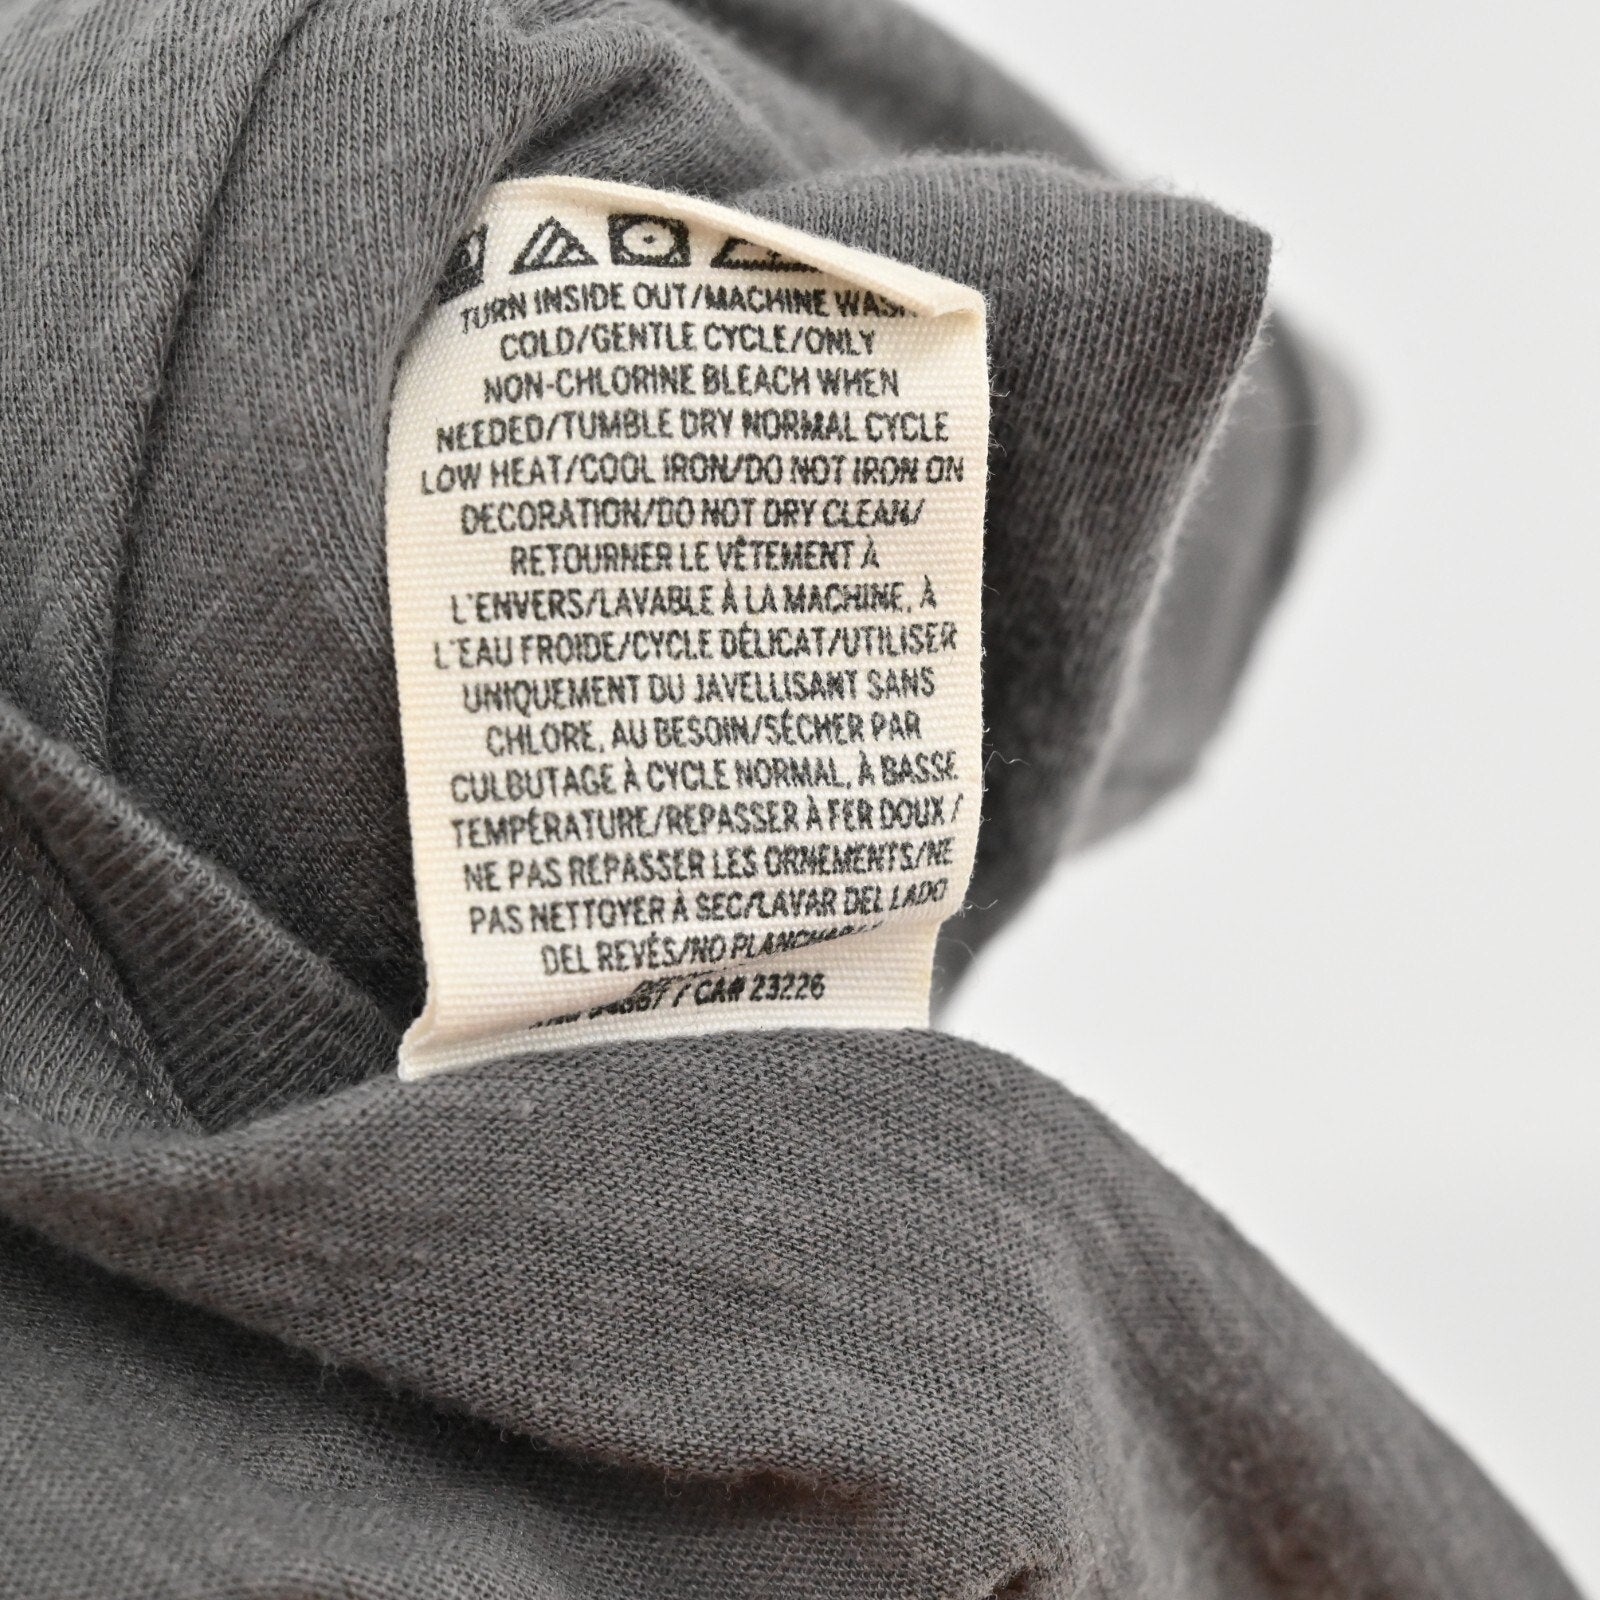 TURN INSIDE OUT/MACHINE WASH
COLD/GENTLE CYCLE/ONLY
NON-CHLORINE BLEACH WHEN
NEEDED/TUMBLE DRY NORMAL CYCLE
LOW HEAT/COOL IRON/DO NOT IRON ON
DECORATION/DO NOT DRY CLEAN/
RETOURNER LE VÊTEMENT À
L'ENVERS/LAVABLE À LA MACHINE, À
L'EAU FROIDE/CYCLE DÉLICAT/UTILISER
UNIQUEMENT DU JAVELLISANT SANS
CHLORE, AU BESOIN/SÉCHER PAR
CULBUTAGE À CYCLE NORMAL, À BASSE
TEMPÉRATURE/REPASSER À FER DOUX /
NE PAS REPASSER LES ORNEMENTS/NE
PAS NETTOYER À SEC/LAVAR DEL LADO
DEL REVÉS/NO
/ CA# 23226